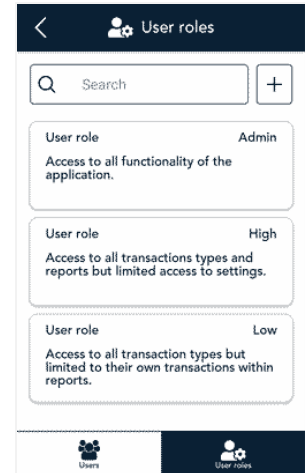 User roles
Search
User role Admin
Access to all functionality of the
application.
User role High
Access to all transactions types and
reports but limited access to settings.
User role Low
Access to all transaction types but
limited to their own transactions within
reports.
Users User roles